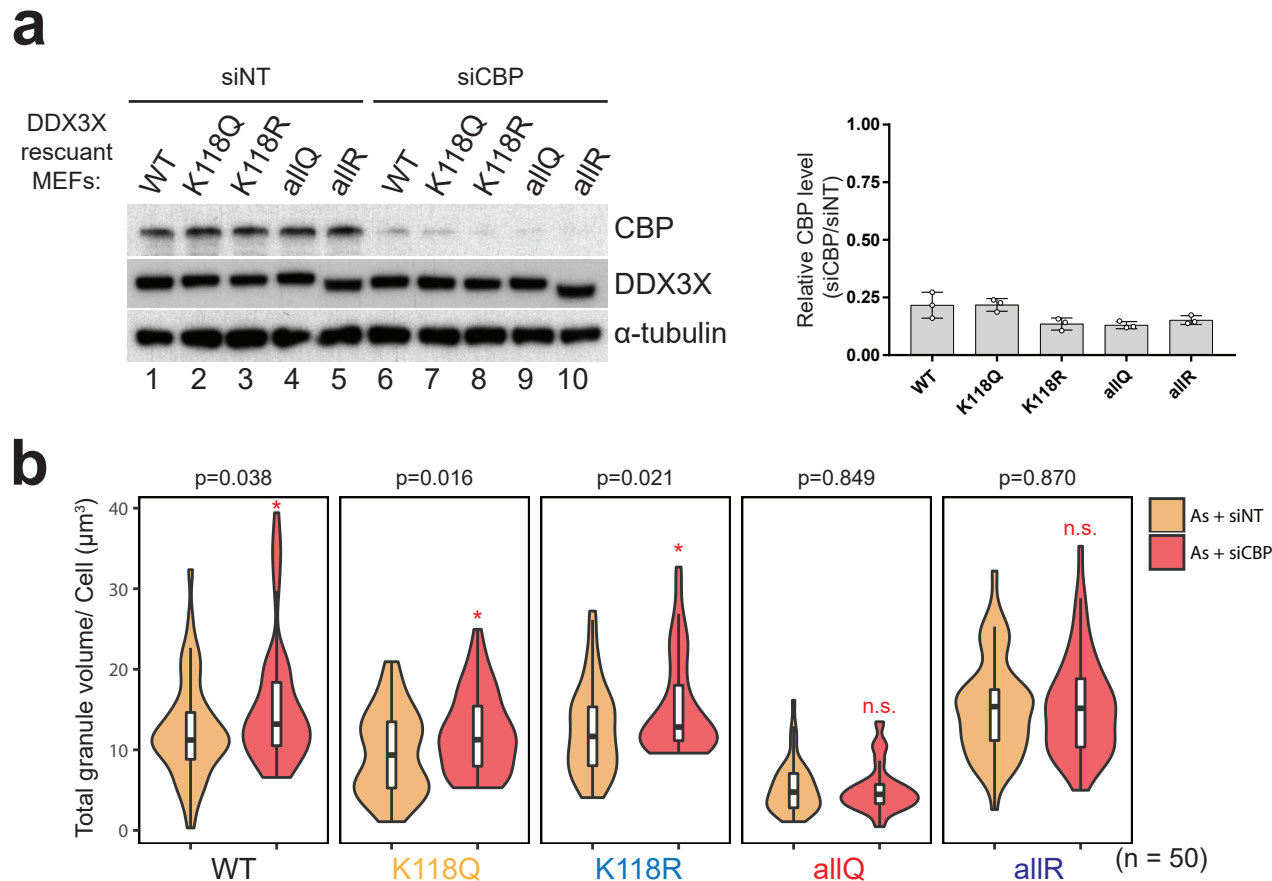 a
siNT siCBP
DDX3X
rescuant
MEFs:
WT K118Q K118R allQ allR WT K118Q K118R allQ allR
CBP
DDX3X
α-tubulin
1 2 3 4 5 6 7 8 9 10
Relative CBP level
(siCBP/siNT)
1.00
0.75
0.50
0.25
0.00
WT K118Q K118R allQ allR
b
p=0.038 p=0.016 p=0.021 p=0.849 p=0.870
Total granule volume/ Cell (μm³)
40
30
20
10
0
* * * n.s. n.s.
As + siNT
As + siCBP
WT K118Q K118R allQ allR
(n = 50)